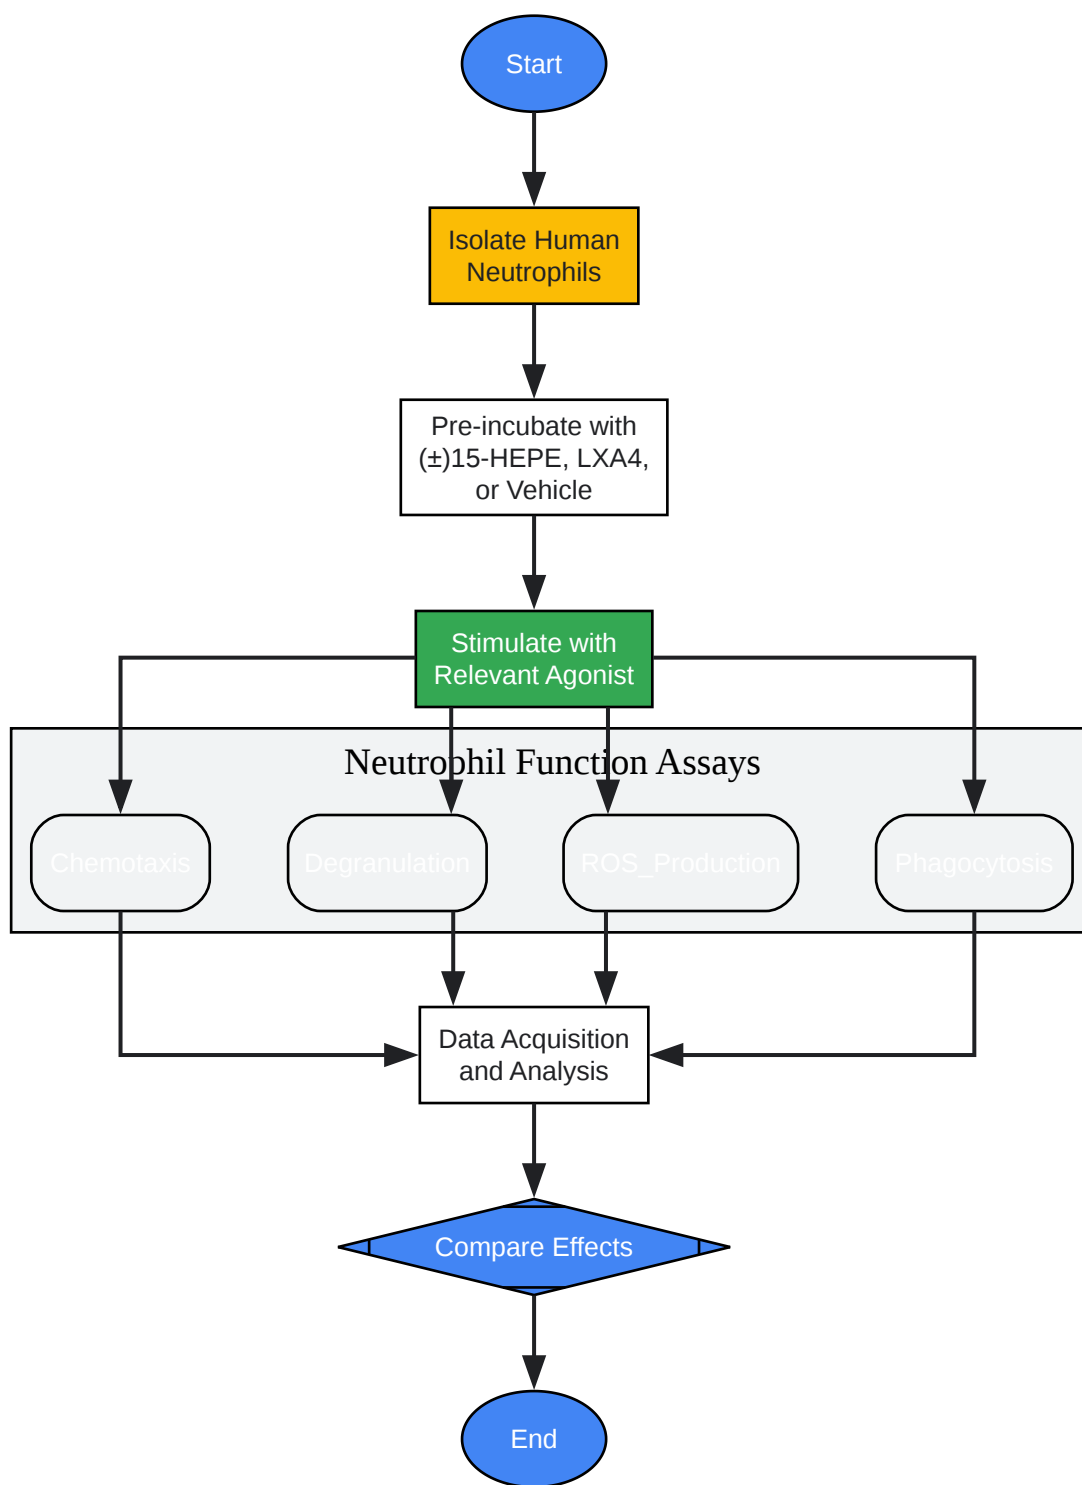 Start
Isolate Human
Neutrophils
Pre-incubate with
(±)15-HEPE, LXA4,
or Vehicle
Stimulate with
Relevant Agonist
Neutrophil Function Assays
Chemotaxis
Degranulation
ROS_Production
Phagocytosis
Data Acquisition
and Analysis
Compare Effects
End